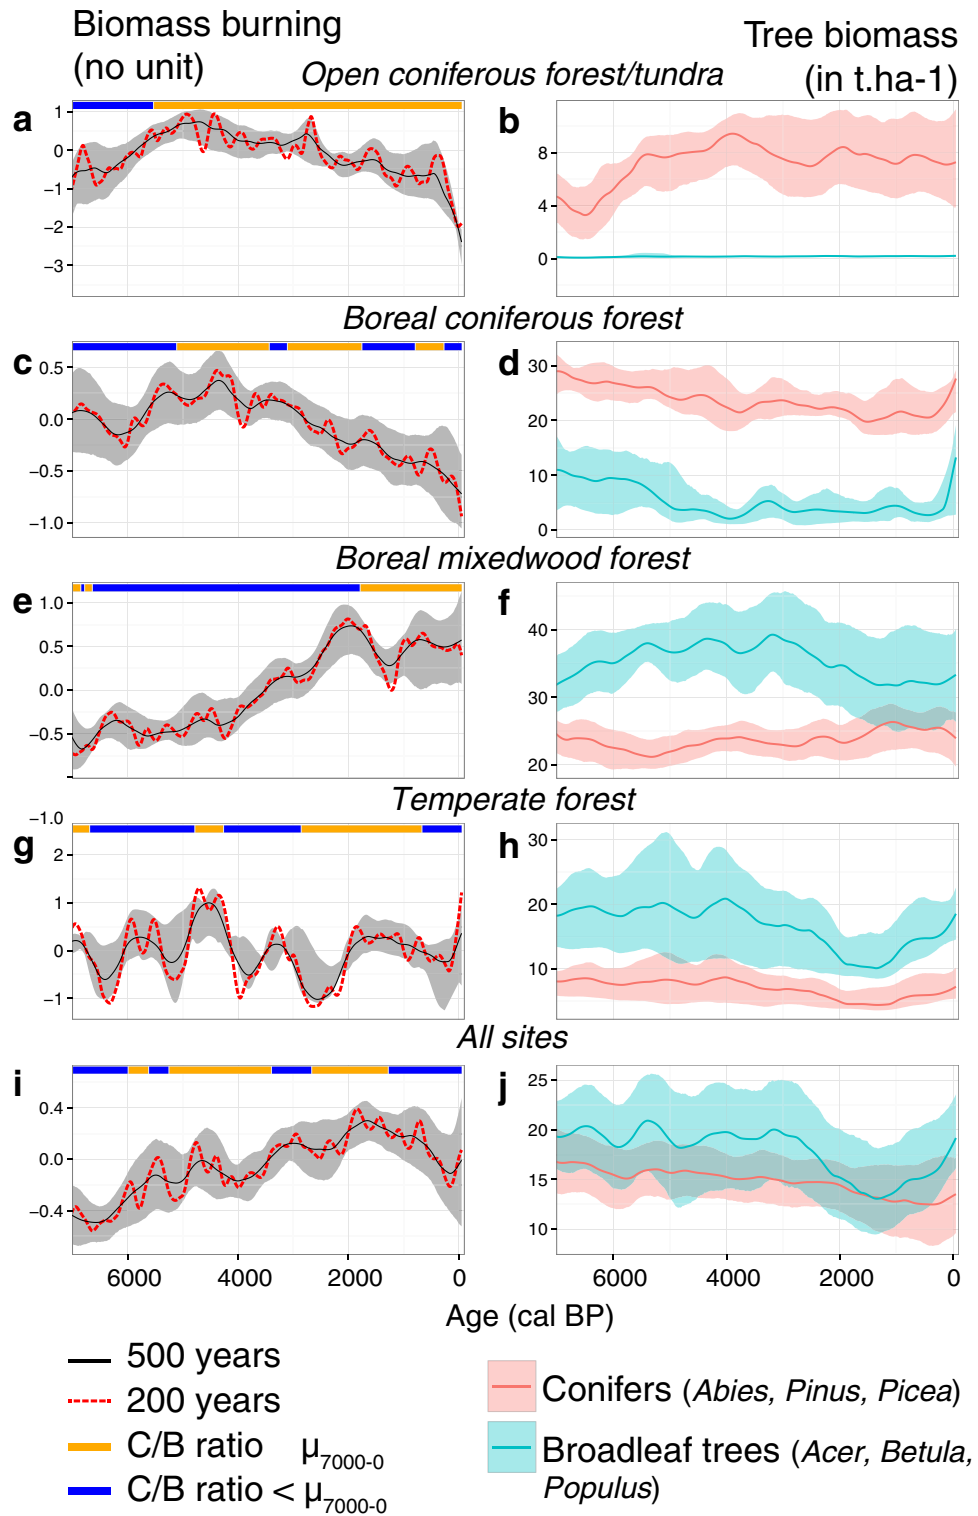 Biomass burning
(no unit)
Tree biomass
(in t.ha-1)
Open coniferous forest/tundra
a
1
0
−1
−2
−3
b
8
4
0
Boreal coniferous forest
c
0.5
0.0
−0.5
−1.0
d
30
20
10
0
Boreal mixedwood forest
e
1.0
0.5
0.0
−0.5
−1.0
f
40
30
20
Temperate forest
g
2
1
0
−1
h
30
20
10
All sites
i
0.4
0.0
−0.4
j
25
20
15
10
6000 4000 2000 0
6000 4000 2000 0
Age (cal BP)
500 years
200 years
C/B ratio μ7000-0
C/B ratio < μ7000-0
Conifers (Abies, Pinus, Picea)
Broadleaf trees (Acer, Betula,
Populus)